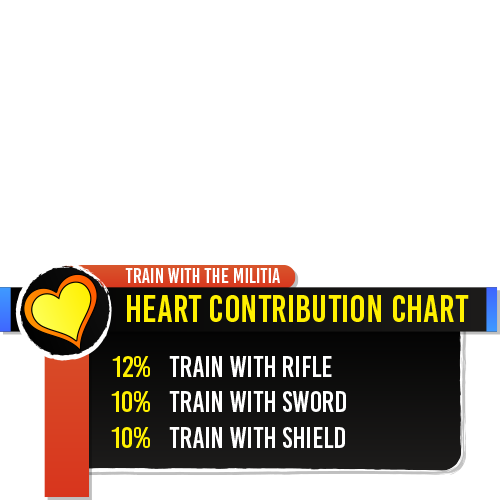 TRAIN WITH THE MILITIA
HEART CONTRIBUTION CHART
12% TRAIN WITH RIFLE
10% TRAIN WITH SWORD
10% TRAIN WITH SHIELD